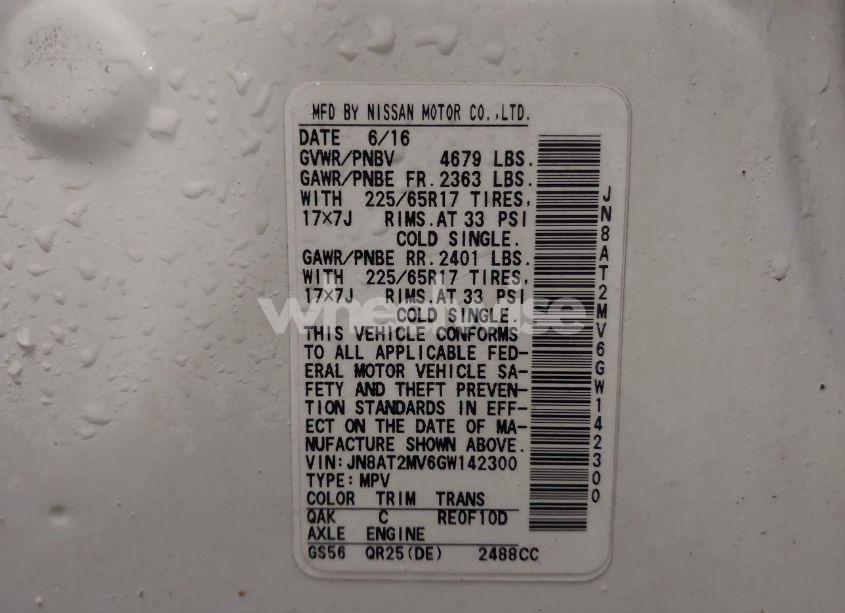 MFD BY NISSAN MOTOR CO.,LTD.
DATE 6/16
GVWR/PNBV 4679 LBS.
GAWR/PNBE FR. 2363 LBS.
WITH 225/65R17 TIRES,
17×7J RIMS.AT 33 PSI
COLD SINGLE.
GAWR/PNBE RR. 2401 LBS.
WITH 225/65R17 TIRES,
17×7J RIMS.AT 33 PSI
COLD SINGLE.
THIS VEHICLE CONFORMS
TO ALL APPLICABLE FED-
ERAL MOTOR VEHICLE SA-
FETY AND THEFT PREVEN-
TION STANDARDS IN EFF-
ECT ON THE DATE OF MA-
NUFACTURE SHOWN ABOVE.
VIN:JN8AT2MV6GW142300
TYPE:MPV
COLOR TRIM TRANS
QAK C RE0F10D
AXLE ENGINE
GS56 QR25(DE) 2488CC
JN8AT2MV6GW142300